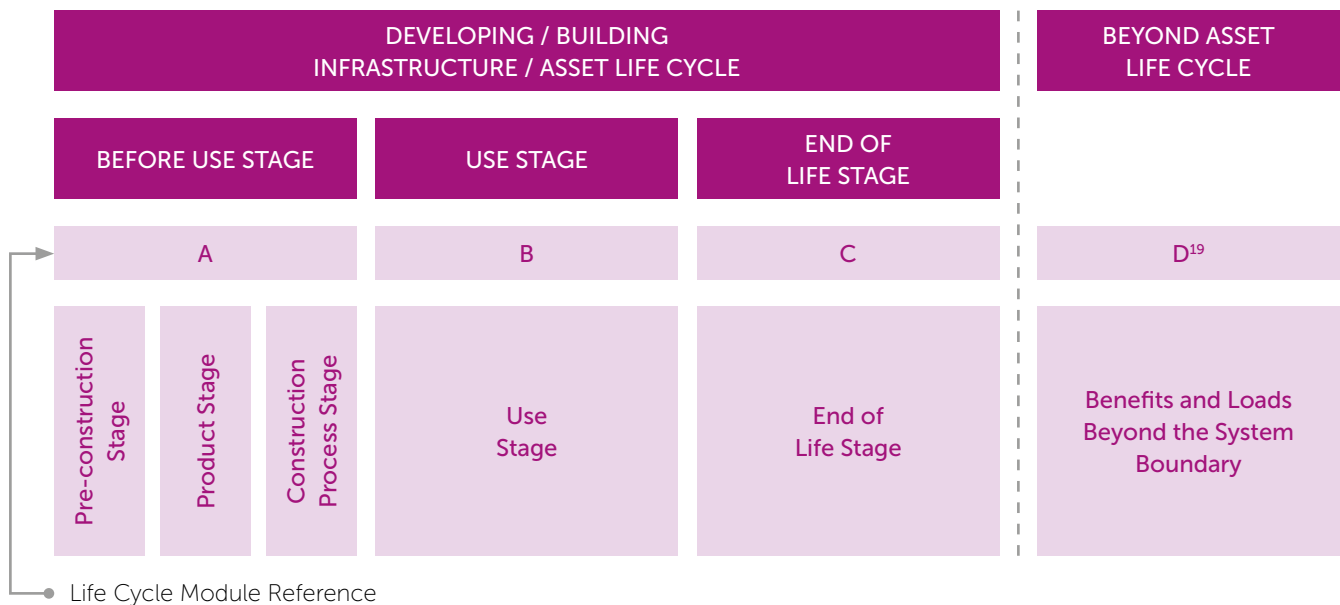 DEVELOPING / BUILDING
INFRASTRUCTURE / ASSET LIFE CYCLE
BEYOND ASSET
LIFE CYCLE
BEFORE USE STAGE
USE STAGE
END OF
LIFE STAGE
A
B
C
D¹⁹
Pre-construction
Stage
Product Stage
Construction
Process Stage
Use
Stage
End of
Life Stage
Benefits and Loads
Beyond the System
Boundary
Life Cycle Module Reference